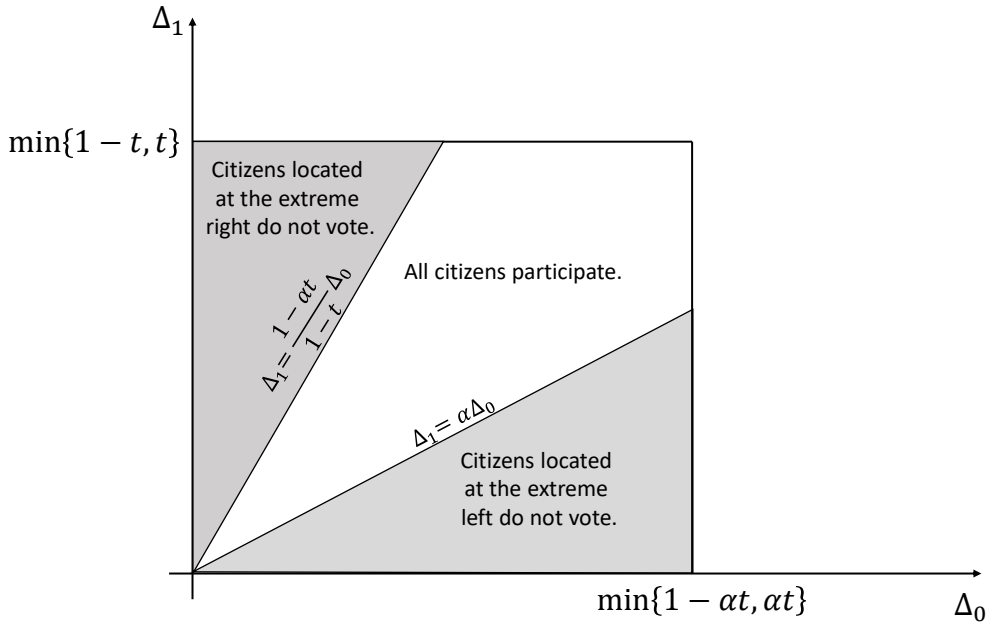 Δ₁
min{1 − t, t}
Citizens located
at the extreme
right do not vote.
All citizens participate.
Δ₁= (1 − αt)/(1 − t) Δ₀
Δ₁= αΔ₀
Citizens located
at the extreme
left do not vote.
min{1 − αt, αt}
Δ₀